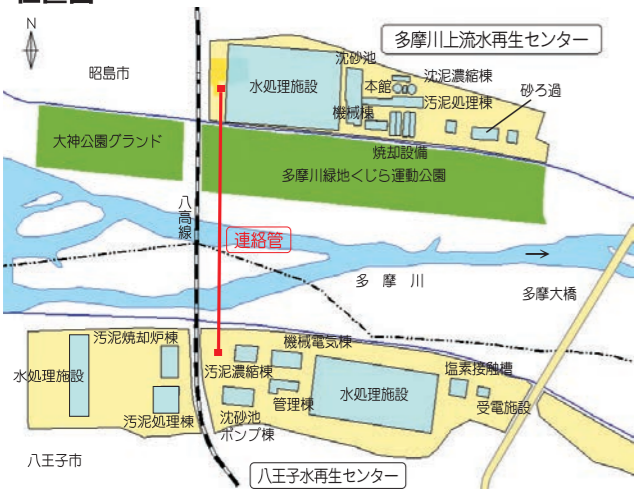 N
多摩川上流水再生センター
昭島市
沈砂池
水処理施設
本館
沈泥濃縮棟
汚泥処理棟
砂ろ過
機械棟
焼却設備
大神公園グランド
多摩川緑地くじら運動公園
八高線
連絡管
→
多摩川
多摩大橋
汚泥焼却炉棟
機械電気棟
水処理施設
汚泥濃縮棟
塩素接触槽
水処理施設
管理棟
受電施設
汚泥処理棟
沈砂池
ポンプ棟
八王子市
八王子水再生センター